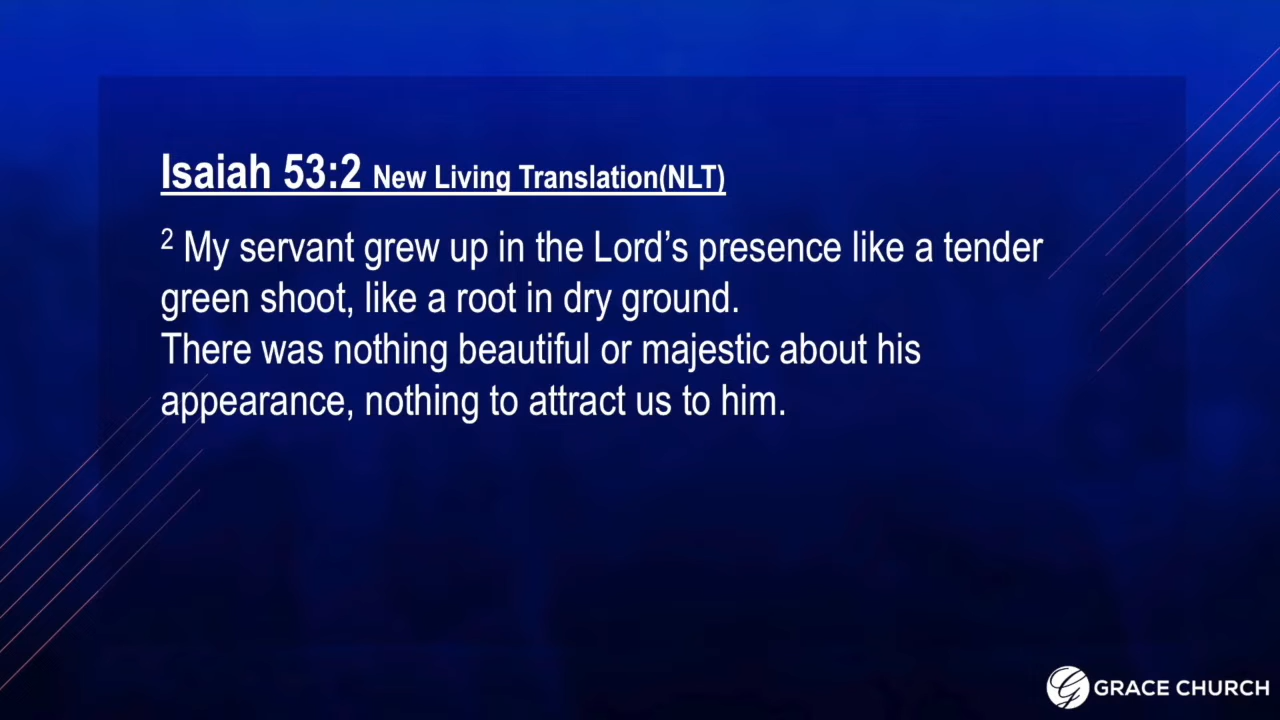 Isaiah 53:2 New Living Translation(NLT)
2 My servant grew up in the Lord’s presence like a tender
green shoot, like a root in dry ground.
There was nothing beautiful or majestic about his
appearance, nothing to attract us to him.
G GRACE CHURCH